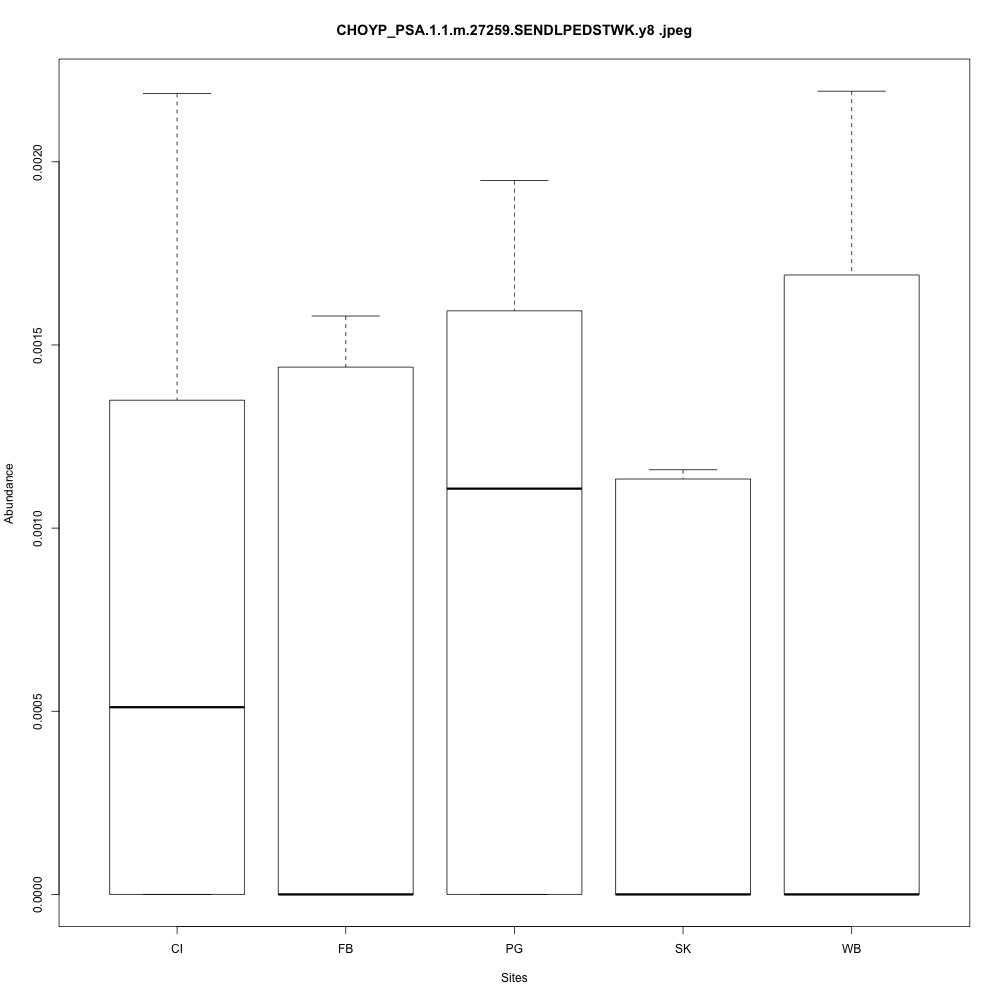 CHOYP_PSA.1.1.m.27259.SENDLPEDSTWK.y8 .jpeg
Abundance
0.0020
0.0015
0.0010
0.0005
0.0000
CI FB PG SK WB
Sites